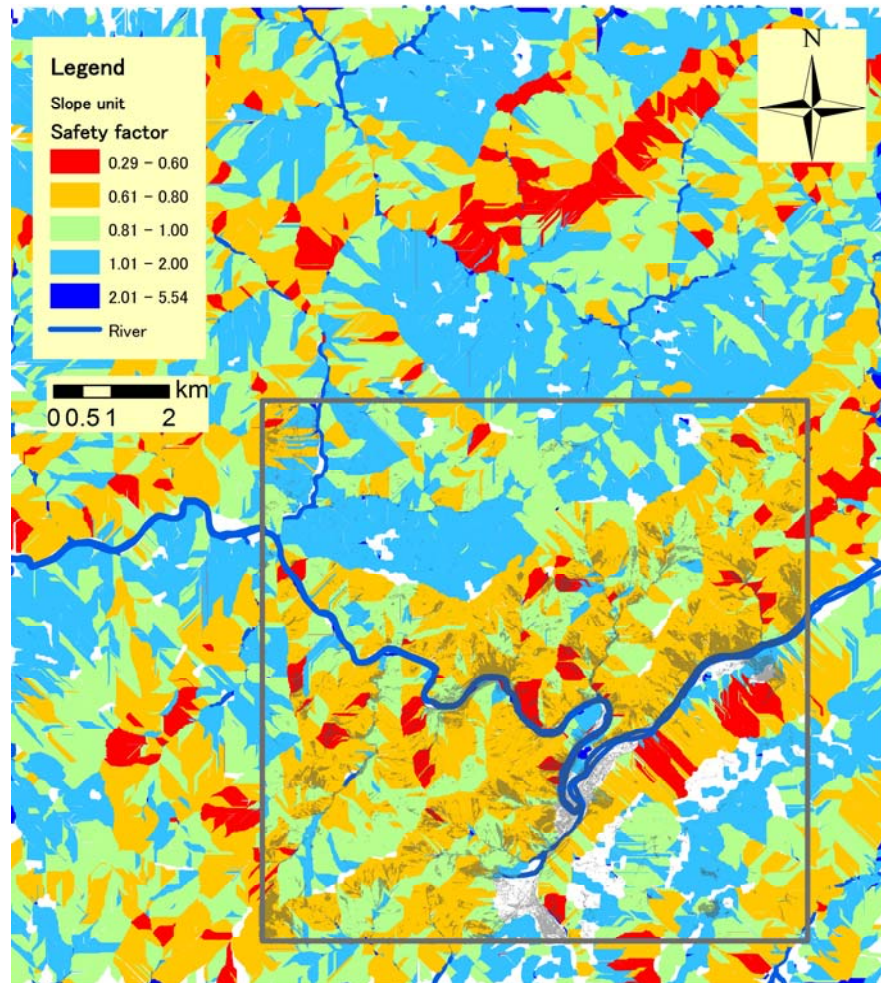 Legend
Slope unit
Safety factor
0.29 – 0.60
0.61 – 0.80
0.81 – 1.00
1.01 – 2.00
2.01 – 5.54
River
N
km
0 0.5 1 2